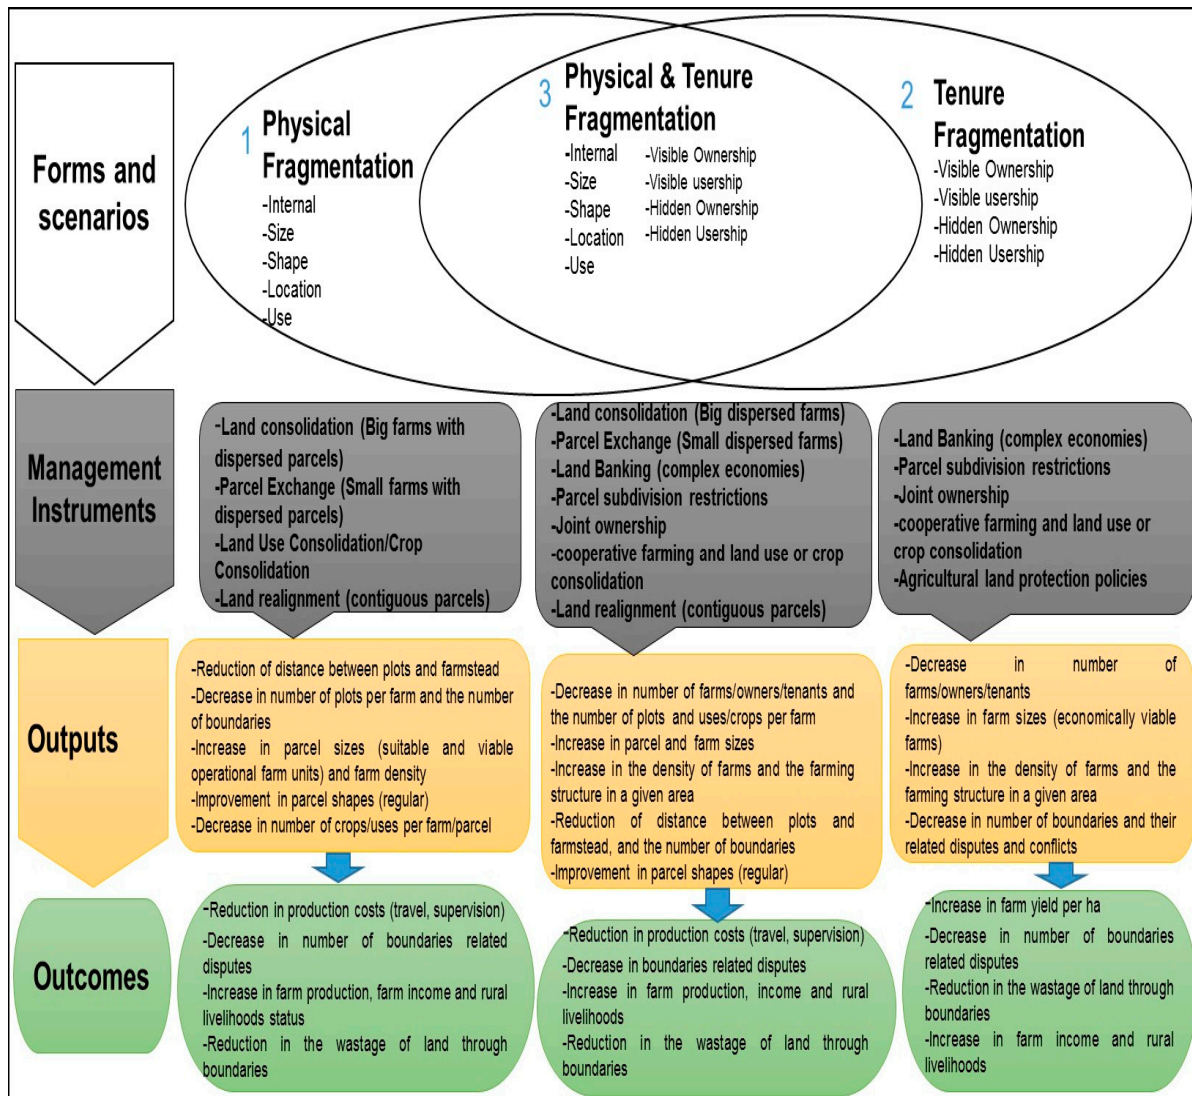 Forms and
scenarios
1 Physical
Fragmentation
-Internal
-Size
-Shape
-Location
-Use
3 Physical & Tenure
Fragmentation
-Internal
-Size
-Shape
-Location
-Use
-Visible Ownership
-Visible usership
-Hidden Ownership
-Hidden Usership
2 Tenure
Fragmentation
-Visible Ownership
-Visible usership
-Hidden Ownership
-Hidden Usership
Management
Instruments
-Land consolidation (Big farms with
dispersed parcels)
-Parcel Exchange (Small farms with
dispersed parcels)
-Land Use Consolidation/Crop
Consolidation
-Land realignment (contiguous parcels)
-Land consolidation (Big dispersed farms)
-Parcel Exchange (Small dispersed farms)
-Land Banking (complex economies)
-Parcel subdivision restrictions
-Joint ownership
-cooperative farming and land use or crop
consolidation
-Land realignment (contiguous parcels)
-Land Banking (complex economies)
-Parcel subdivision restrictions
-Joint ownership
-cooperative farming and land use or
crop consolidation
-Agricultural land protection policies
Outputs
-Reduction of distance between plots and farmstead
-Decrease in number of plots per farm and the number
of boundaries
-Increase in parcel sizes (suitable and viable
operational farm units) and farm density
-Improvement in parcel shapes (regular)
-Decrease in number of crops/uses per farm/parcel
-Decrease in number of farms/owners/tenants and
the number of plots and uses/crops per farm
-Increase in parcel and farm sizes
-Increase in the density of farms and the farming
structure in a given area
-Reduction of distance between plots and
farmstead, and the number of boundaries
-Improvement in parcel shapes (regular)
-Decrease in number of
farms/owners/tenants
-Increase in farm sizes (economically viable
farms)
-Increase in the density of farms and the
farming structure in a given area
-Decrease in number of boundaries and their
related disputes and conflicts
Outcomes
-Reduction in production costs (travel, supervision)
-Decrease in number of boundaries related
disputes
-Increase in farm production, farm income and rural
livelihoods status
-Reduction in the wastage of land through
boundaries
-Reduction in production costs (travel, supervision)
-Decrease in boundaries related disputes
-Increase in farm production, income and rural
livelihoods
-Reduction in the wastage of land through
boundaries
-Increase in farm yield per ha
-Decrease in number of boundaries
related disputes
-Reduction in the wastage of land through
boundaries
-Increase in farm income and rural
livelihoods